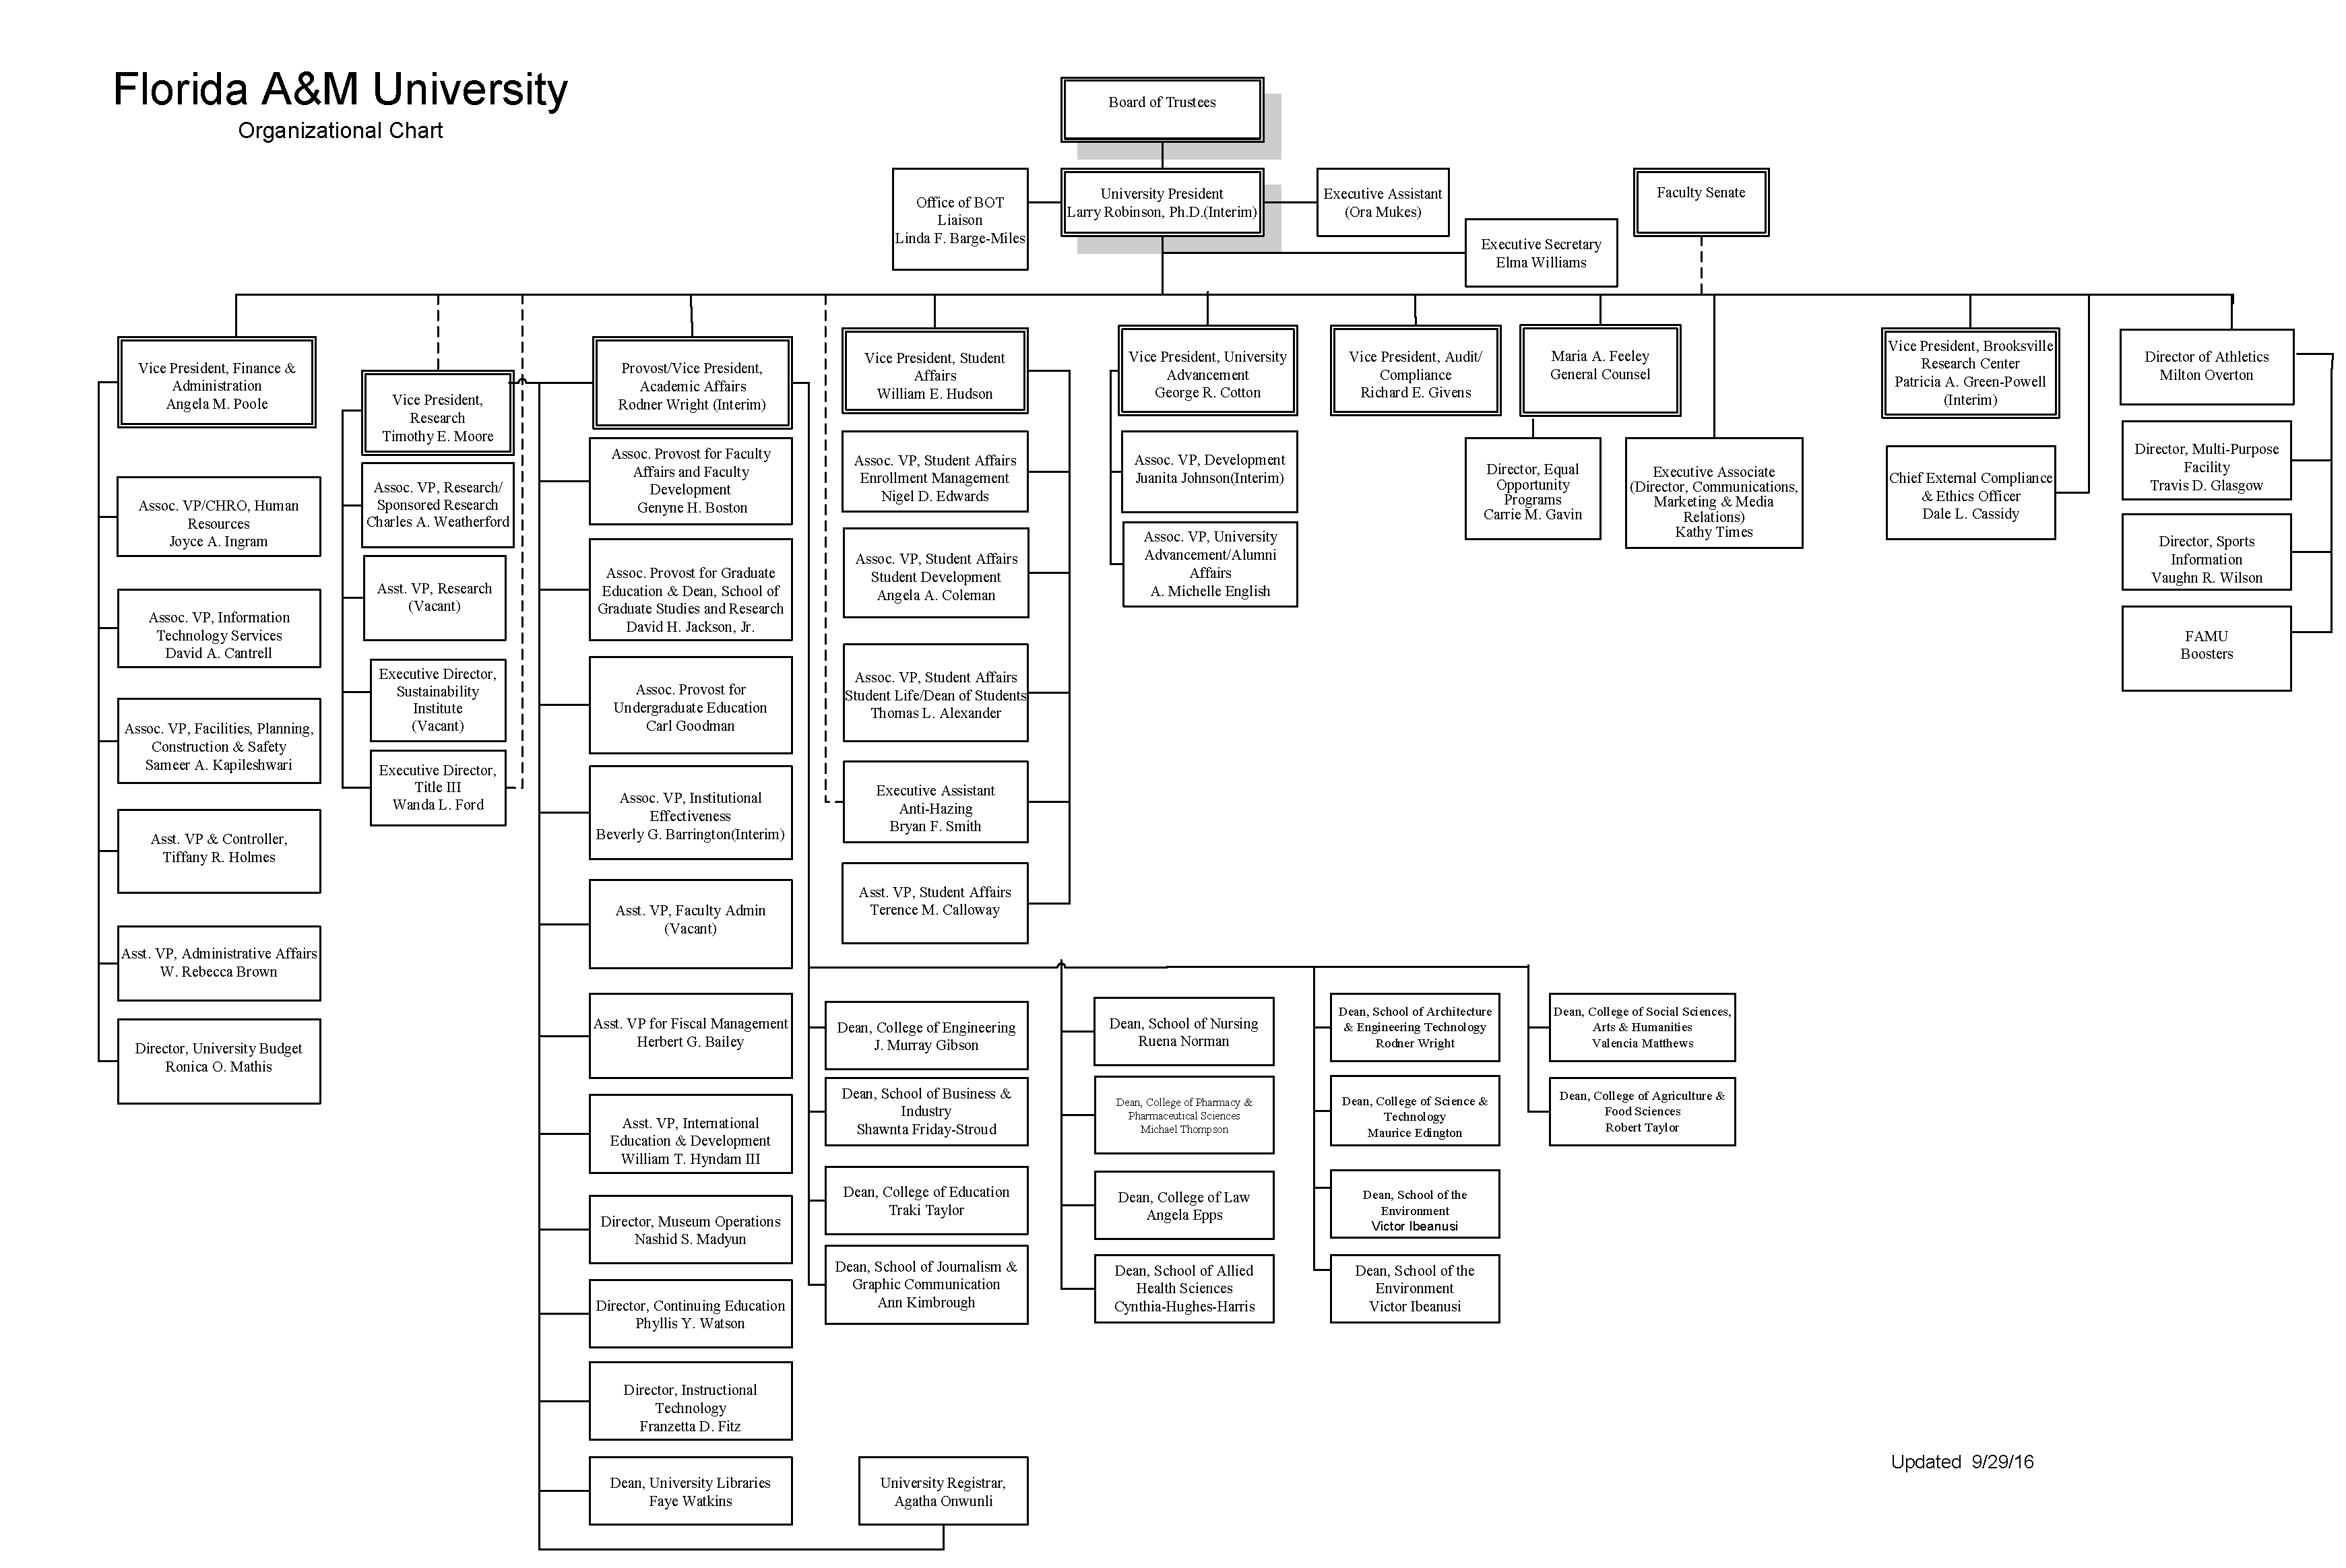 Florida A&M University
Organizational Chart
Board of Trustees
Office of BOT
Liaison
Linda F. Barge-Miles
University President
Larry Robinson, Ph.D.(Interim)
Executive Assistant
(Ora Mukes)
Faculty Senate
Executive Secretary
Elma Williams
Vice President, Finance &
Administration
Angela M. Poole
Assoc. VP/CHRO, Human
Resources
Joyce A. Ingram
Assoc. VP, Information
Technology Services
David A. Cantrell
Assoc. VP, Facilities, Planning,
Construction & Safety
Sameer A. Kapileshwari
Asst. VP & Controller,
Tiffany R. Holmes
Asst. VP, Administrative Affairs
W. Rebecca Brown
Director, University Budget
Ronica O. Mathis
Vice President,
Research
Timothy E. Moore
Assoc. VP, Research/
Sponsored Research
Charles A. Weatherford
Asst. VP, Research
(Vacant)
Executive Director,
Sustainability
Institute
(Vacant)
Executive Director,
Title III
Wanda L. Ford
Provost/Vice President,
Academic Affairs
Rodner Wright (Interim)
Assoc. Provost for Faculty
Affairs and Faculty
Development
Genyne H. Boston
Assoc. Provost for Graduate
Education & Dean, School of
Graduate Studies and Research
David H. Jackson, Jr.
Assoc. Provost for
Undergraduate Education
Carl Goodman
Assoc. VP, Institutional
Effectiveness
Beverly G. Barrington(Interim)
Asst. VP, Faculty Admin
(Vacant)
Asst. VP for Fiscal Management
Herbert G. Bailey
Asst. VP, International
Education & Development
William T. Hyndam III
Director, Museum Operations
Nashid S. Madyun
Director, Continuing Education
Phyllis Y. Watson
Director, Instructional
Technology
Franzetta D. Fitz
Dean, University Libraries
Faye Watkins
University Registrar,
Agatha Onwunli
Vice President, Student
Affairs
William E. Hudson
Assoc. VP, Student Affairs
Enrollment Management
Nigel D. Edwards
Assoc. VP, Student Affairs
Student Development
Angela A. Coleman
Assoc. VP, Student Affairs
Student Life/Dean of Students
Thomas L. Alexander
Executive Assistant
Anti-Hazing
Bryan F. Smith
Asst. VP, Student Affairs
Terence M. Calloway
Dean, College of Engineering
J. Murray Gibson
Dean, School of Business &
Industry
Shawnta Friday-Stroud
Dean, College of Education
Traki Taylor
Dean, School of Journalism &
Graphic Communication
Ann Kimbrough
Dean, School of Nursing
Ruena Norman
Dean, College of Pharmacy &
Pharmaceutical Sciences
Michael Thompson
Dean, College of Law
Angela Epps
Dean, School of Allied
Health Sciences
Cynthia-Hughes-Harris
Dean, School of Architecture
& Engineering Technology
Rodner Wright
Dean, College of Science &
Technology
Maurice Edington
Dean, School of the
Environment
Victor Ibeanusi
Dean, School of the
Environment
Victor Ibeanusi
Dean, College of Social Sciences,
Arts & Humanities
Valencia Matthews
Dean, College of Agriculture &
Food Sciences
Robert Taylor
Vice President, University
Advancement
George R. Cotton
Assoc. VP, Development
Juanita Johnson(Interim)
Assoc. VP, University
Advancement/Alumni
Affairs
A. Michelle English
Vice President, Audit/
Compliance
Richard E. Givens
Maria A. Feeley
General Counsel
Director, Equal
Opportunity
Programs
Carrie M. Gavin
Executive Associate
(Director, Communications,
Marketing & Media
Relations)
Kathy Times
Vice President, Brooksville
Research Center
Patricia A. Green-Powell
(Interim)
Chief External Compliance
& Ethics Officer
Dale L. Cassidy
Director of Athletics
Milton Overton
Director, Multi-Purpose
Facility
Travis D. Glasgow
Director, Sports
Information
Vaughn R. Wilson
FAMU
Boosters
Updated 9/29/16